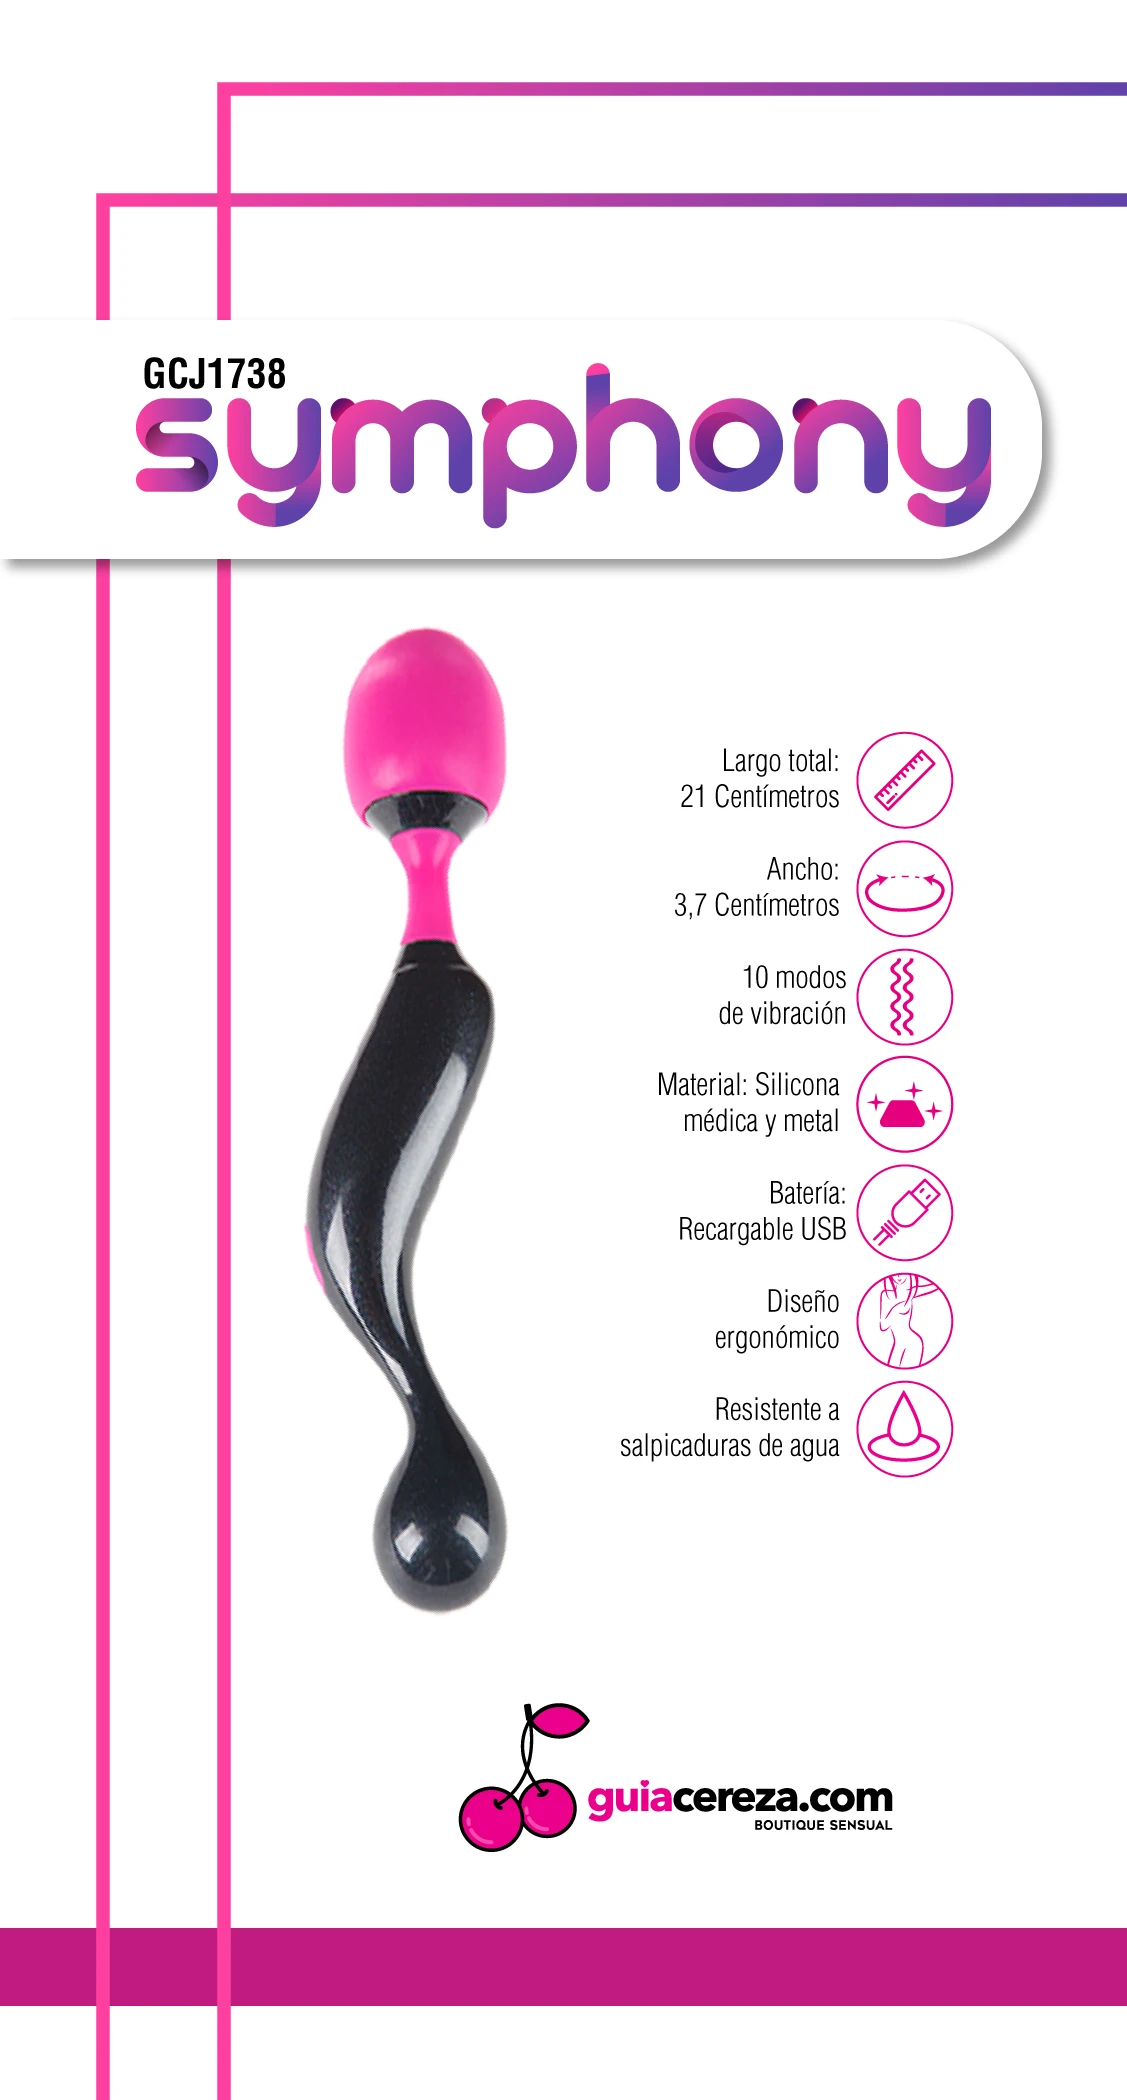 GCJ1738
symphony
Largo total:
21 Centímetros
Ancho:
3,7 Centímetros
10 modos
de vibración
Material: Silicona
médica y metal
Batería:
Recargable USB
Diseño
ergonómico
Resistente a
salpicaduras de agua
guiacereza.com
BOUTIQUE SENSUAL